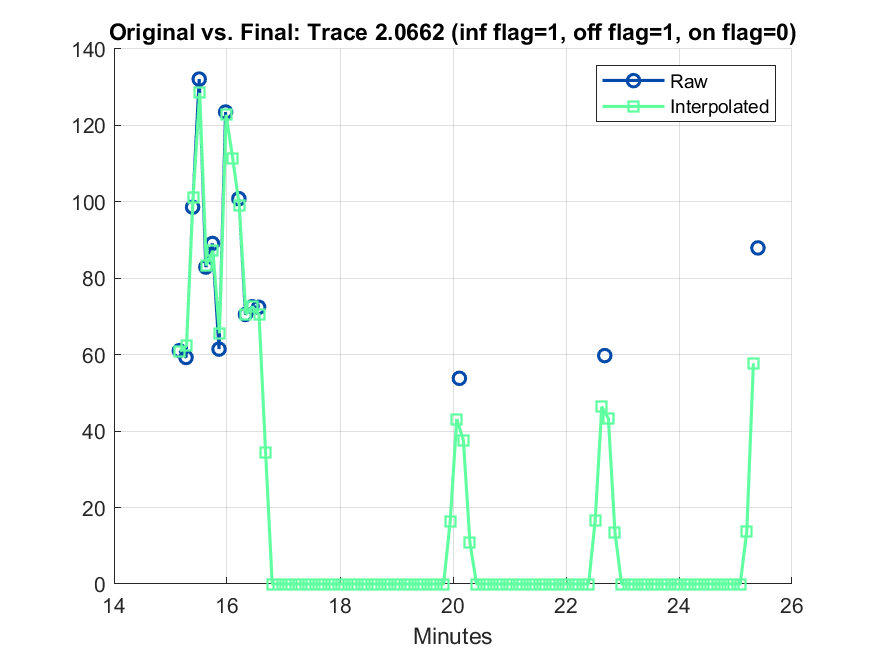 Original vs. Final: Trace 2.0662 (inf flag=1, off flag=1, on flag=0)
140
120
100
80
60
40
20
0
Raw
Interpolated
14 16 18 20 22 24 26
Minutes